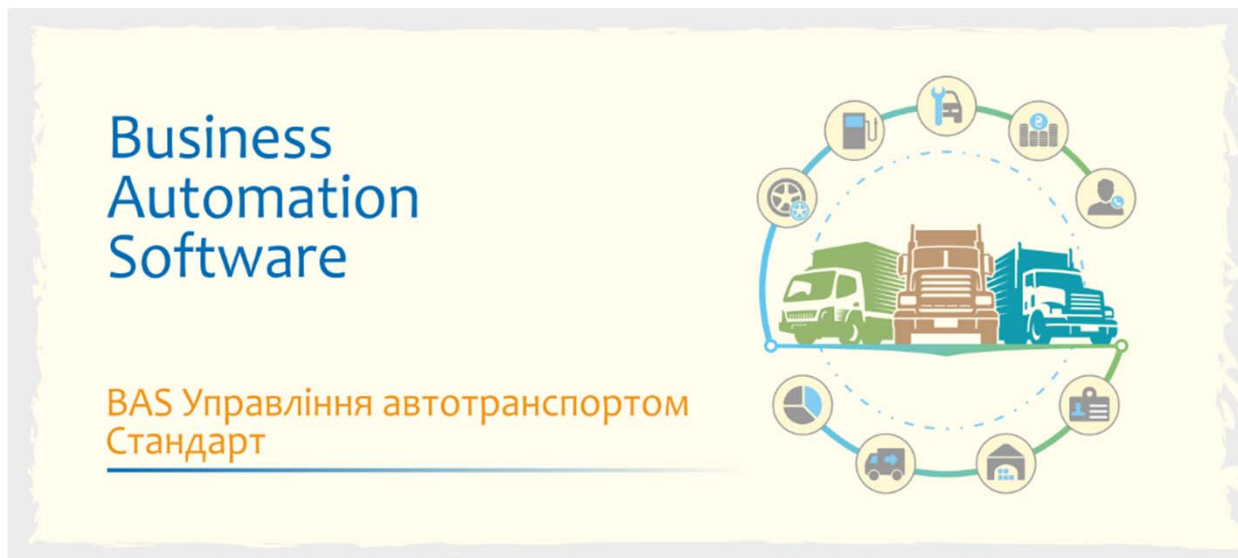 Business
Automation
Software
BAS Управління автотранспортом
Стандарт